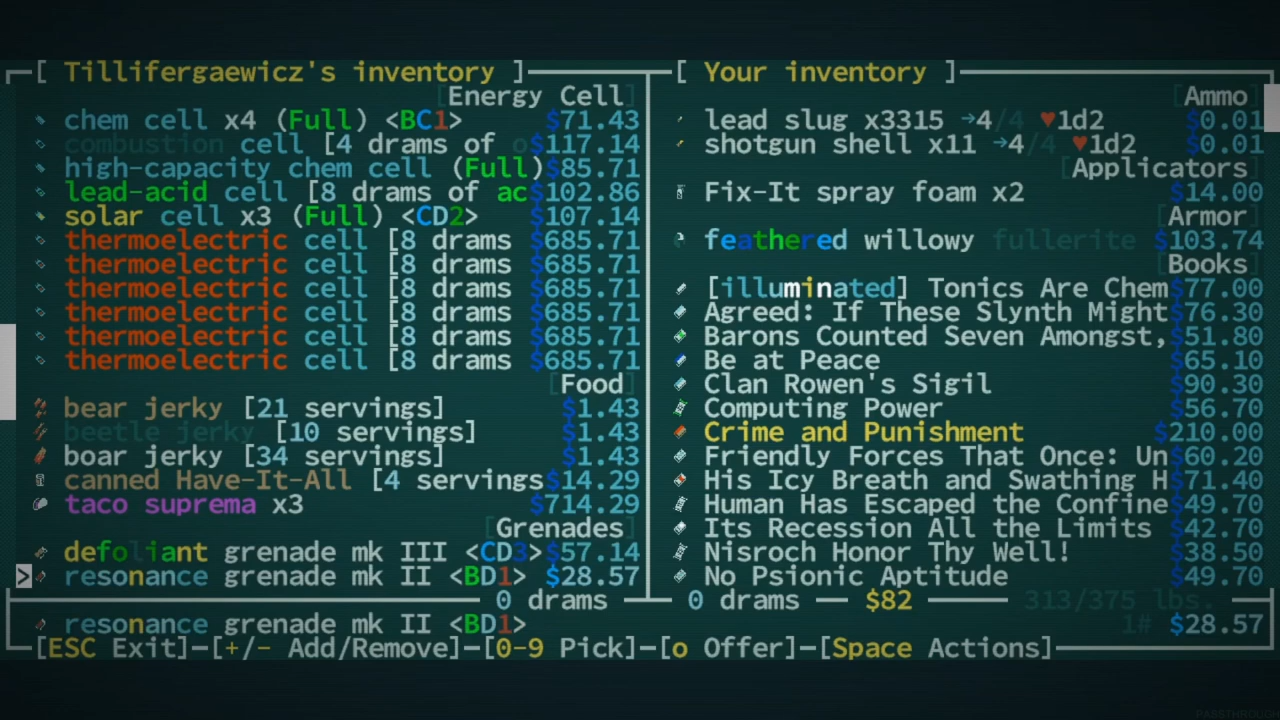 [ Tillifergaewicz's inventory ]
[Energy Cell]
chem cell x4 (Full) <BC1> $71.43
combustion cell [4 drams of o $117.14
high-capacity chem cell (Full) $85.71
lead-acid cell [8 drams of ac $102.86
solar cell x3 (Full) <CD2> $107.14
thermoelectric cell [8 drams $685.71
thermoelectric cell [8 drams $685.71
thermoelectric cell [8 drams $685.71
thermoelectric cell [8 drams $685.71
thermoelectric cell [8 drams $685.71
thermoelectric cell [8 drams $685.71
[Food]
bear jerky [21 servings] $1.43
beetle jerky [10 servings] $1.43
boar jerky [34 servings] $1.43
canned Have-It-All [4 servings $14.29
taco suprema x3 $714.29
[Grenades]
defoliant grenade mk III <CD3> $57.14
> resonance grenade mk II <BD1> $28.57
0 drams
[ Your inventory ]
[Ammo]
lead slug x3315 →4/4 ♥1d2 $0.01
shotgun shell x11 →4/4 ♥1d2 $0.01
[Applicators]
Fix-It spray foam x2 $14.00
[Armor]
feathered willowy fullerite $103.74
[Books]
[illuminated] Tonics Are Chem $77.00
Agreed: If These Slynth Might $76.30
Barons Counted Seven Amongst, $51.80
Be at Peace $65.10
Clan Rowen's Sigil $90.30
Computing Power $56.70
Crime and Punishment $210.00
Friendly Forces That Once: Un $60.20
His Icy Breath and Swathing H $71.40
Human Has Escaped the Confine $49.70
Its Recession All the Limits $42.70
Nisroch Honor Thy Well! $38.50
No Psionic Aptitude $49.70
0 drams — $82 — 313/375 lbs.
resonance grenade mk II <BD1> 1# $28.57
[ESC Exit]—[+/- Add/Remove]—[0-9 Pick]—[o Offer]—[Space Actions]